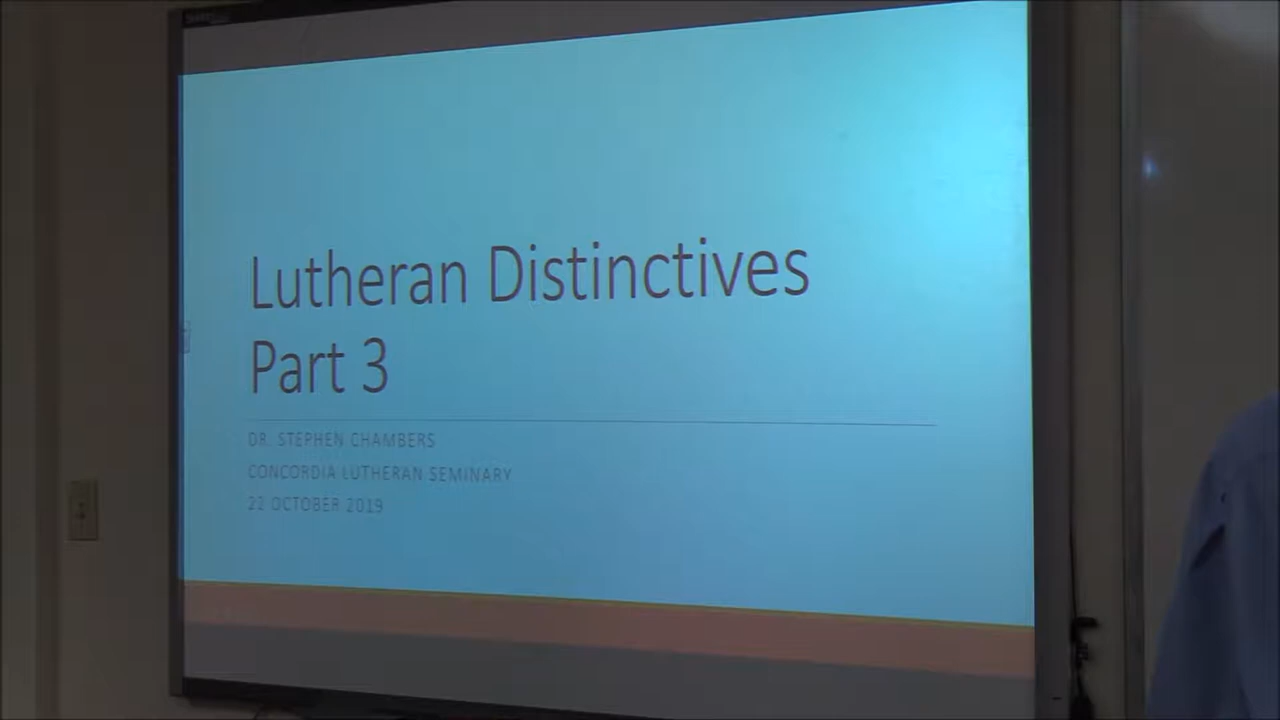 Lutheran Distinctives
Part 3
DR. STEPHEN CHAMBERS
CONCORDIA LUTHERAN SEMINARY
22 OCTOBER 2019